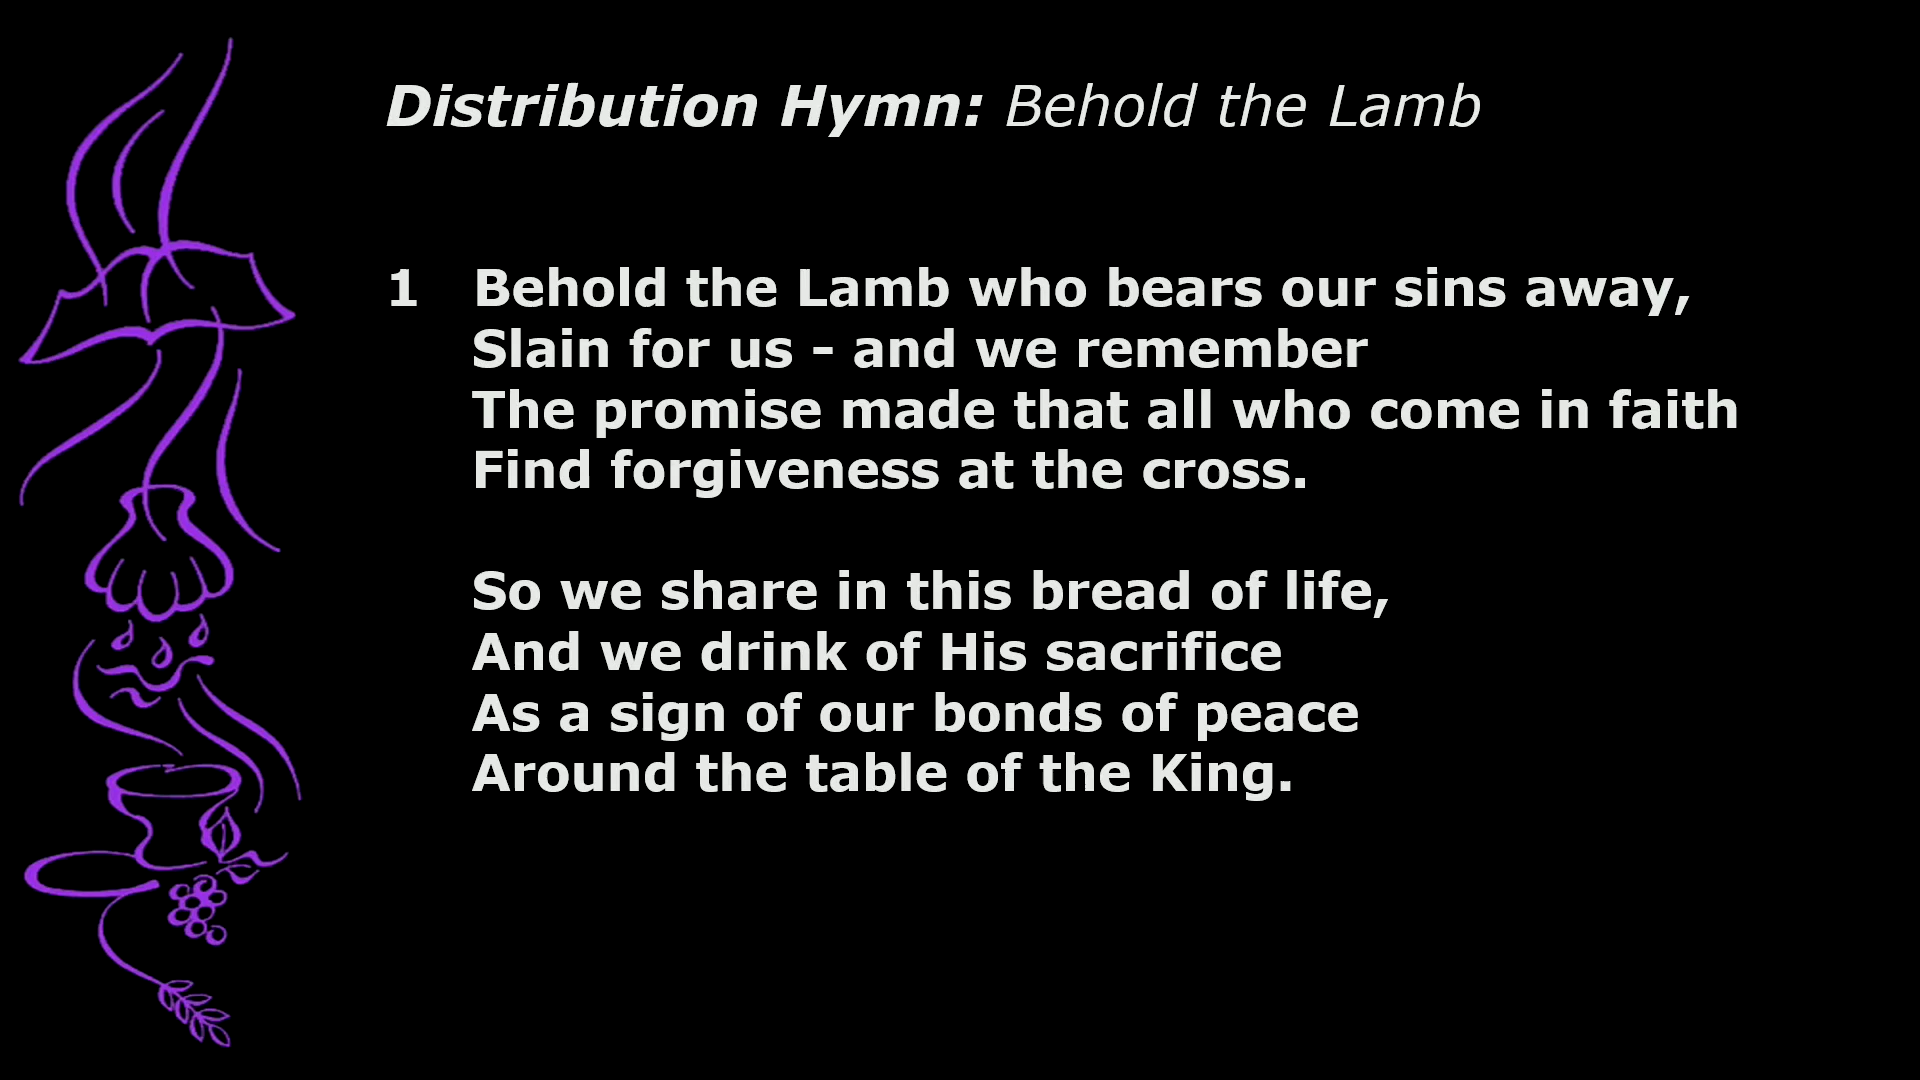 Distribution Hymn: Behold the Lamb
1 Behold the Lamb who bears our sins away,
Slain for us – and we remember
The promise made that all who come in faith
Find forgiveness at the cross.
So we share in this bread of life,
And we drink of His sacrifice
As a sign of our bonds of peace
Around the table of the King.